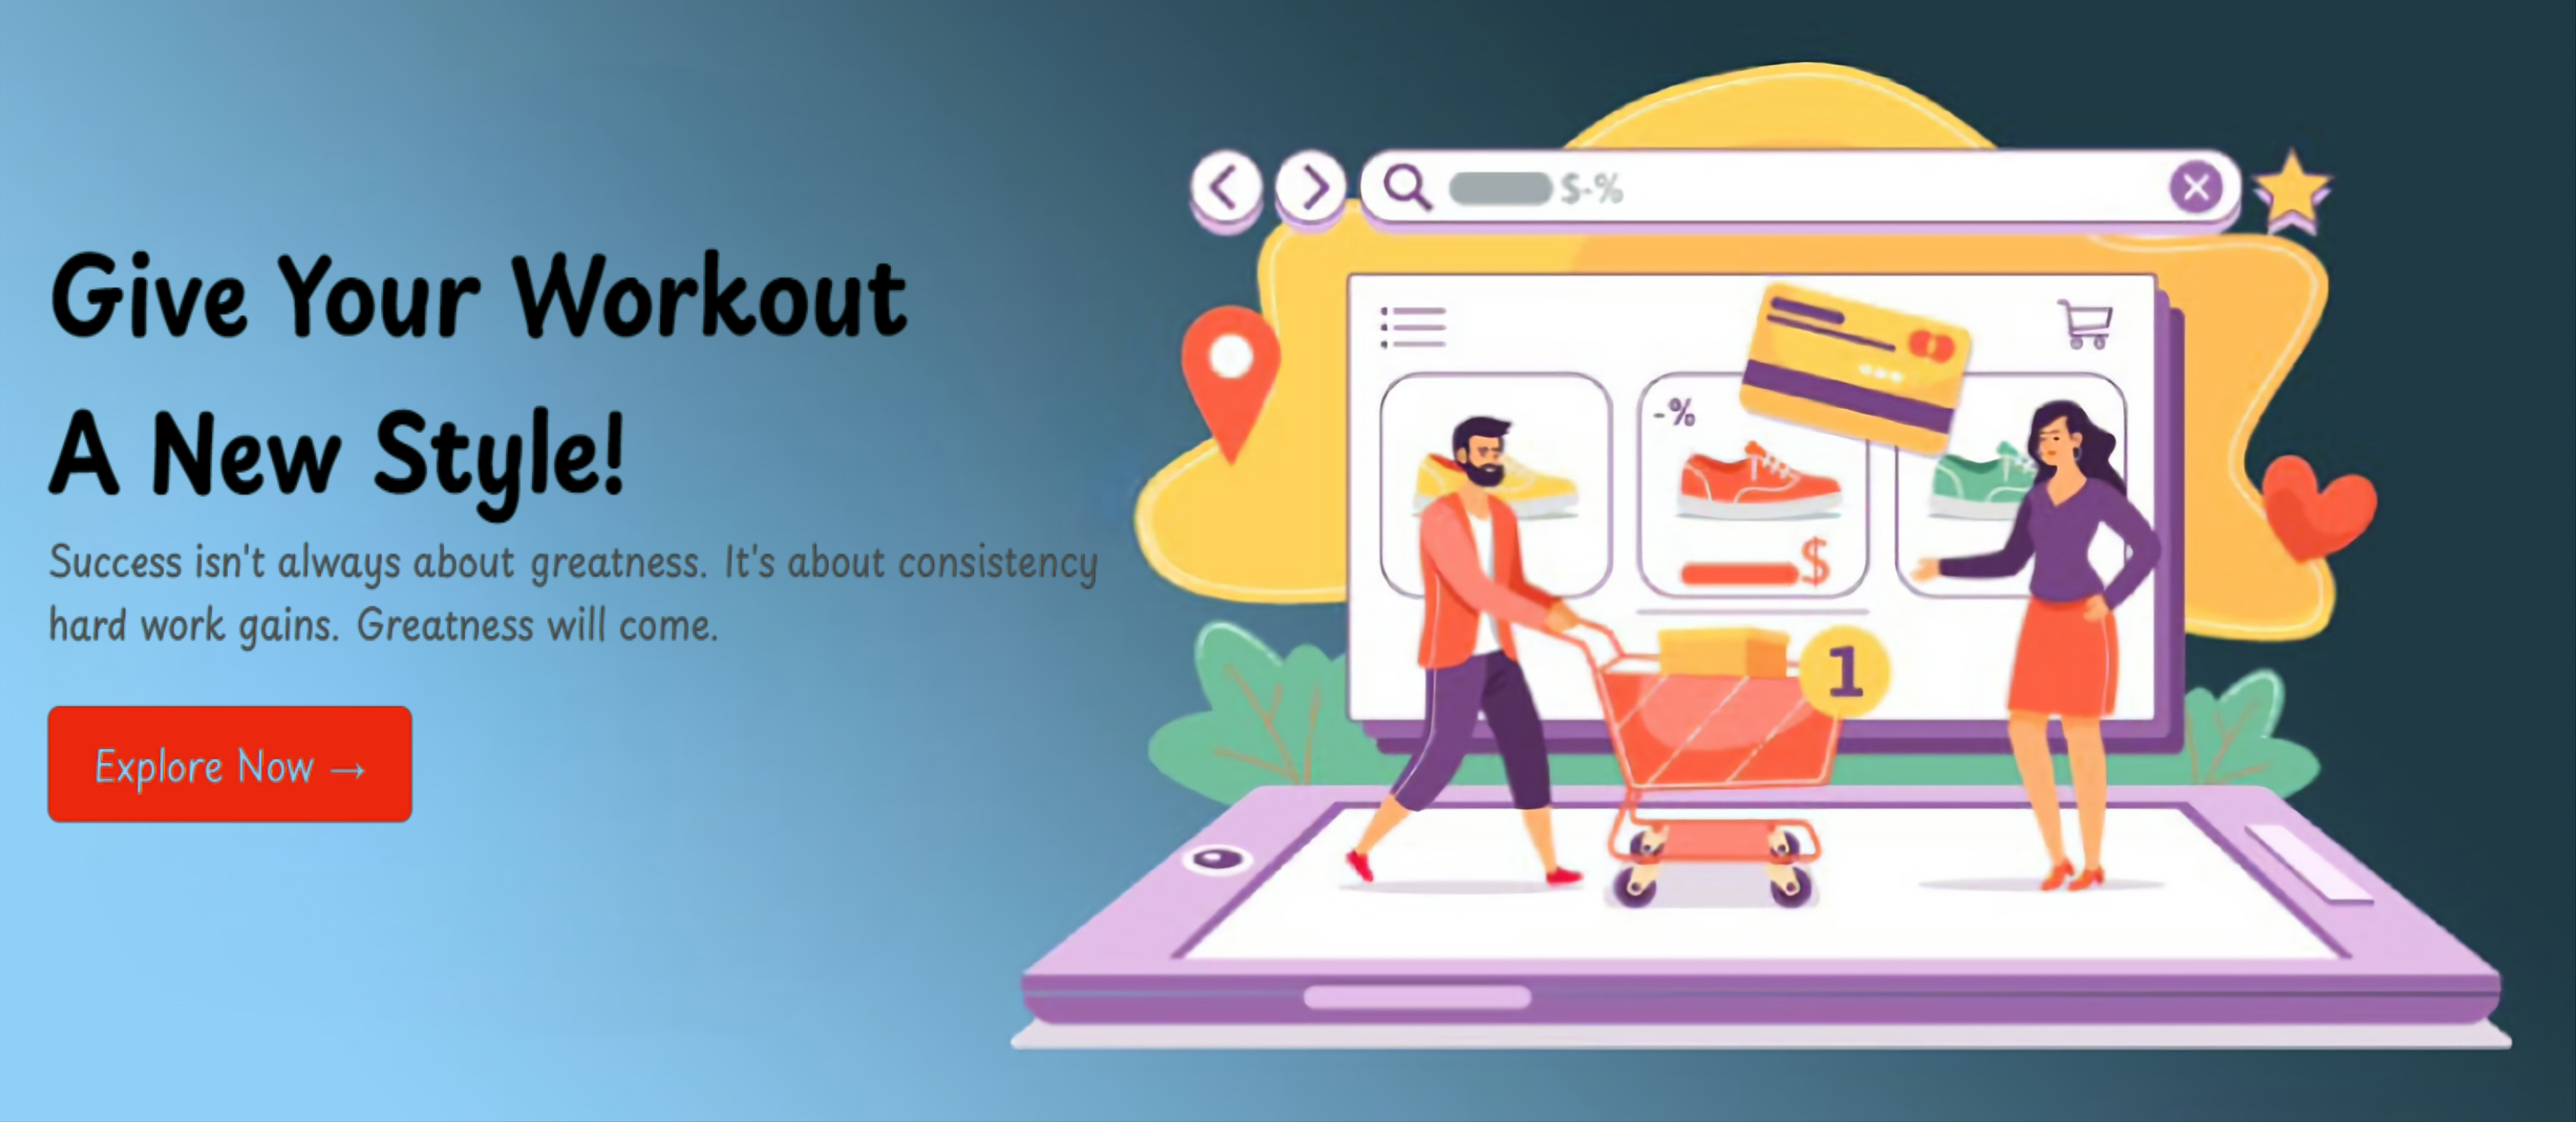 Give Your Workout
A New Style!
Success isn't always about greatness. It's about consistency
hard work gains. Greatness will come.
Explore Now →
$-%
-%
$
1